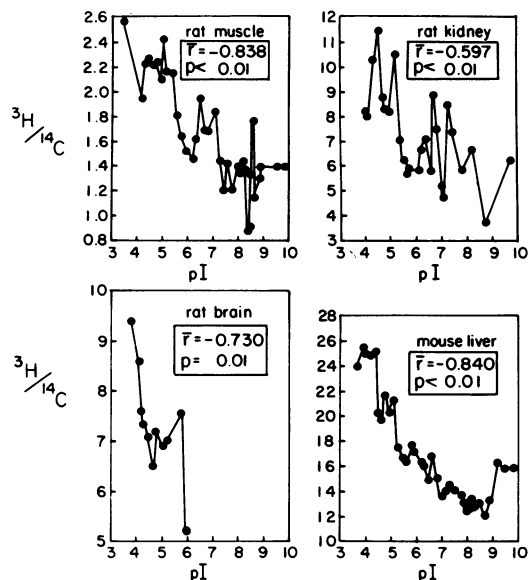 rat muscle
r̄=-0.838
p< 0.01
2.6
2.4
2.2
2.0
1.8
1.6
1.4
1.2
1.0
0.8
3 4 5 6 7 8 9 10
pI
³H/¹⁴C
rat kidney
r̄=-0.597
p< 0.01
12
11
10
9
8
7
6
5
4
3
3 4 5 6 7 8 9 10
pI
rat brain
r̄=-0.730
p= 0.01
10
9
8
7
6
5
3 4 5 6 7 8 9 10
pI
³H/¹⁴C
mouse liver
r̄=-0.840
p< 0.01
26
24
22
20
18
16
14
12
10
3 4 5 6 7 8 9 10
pI